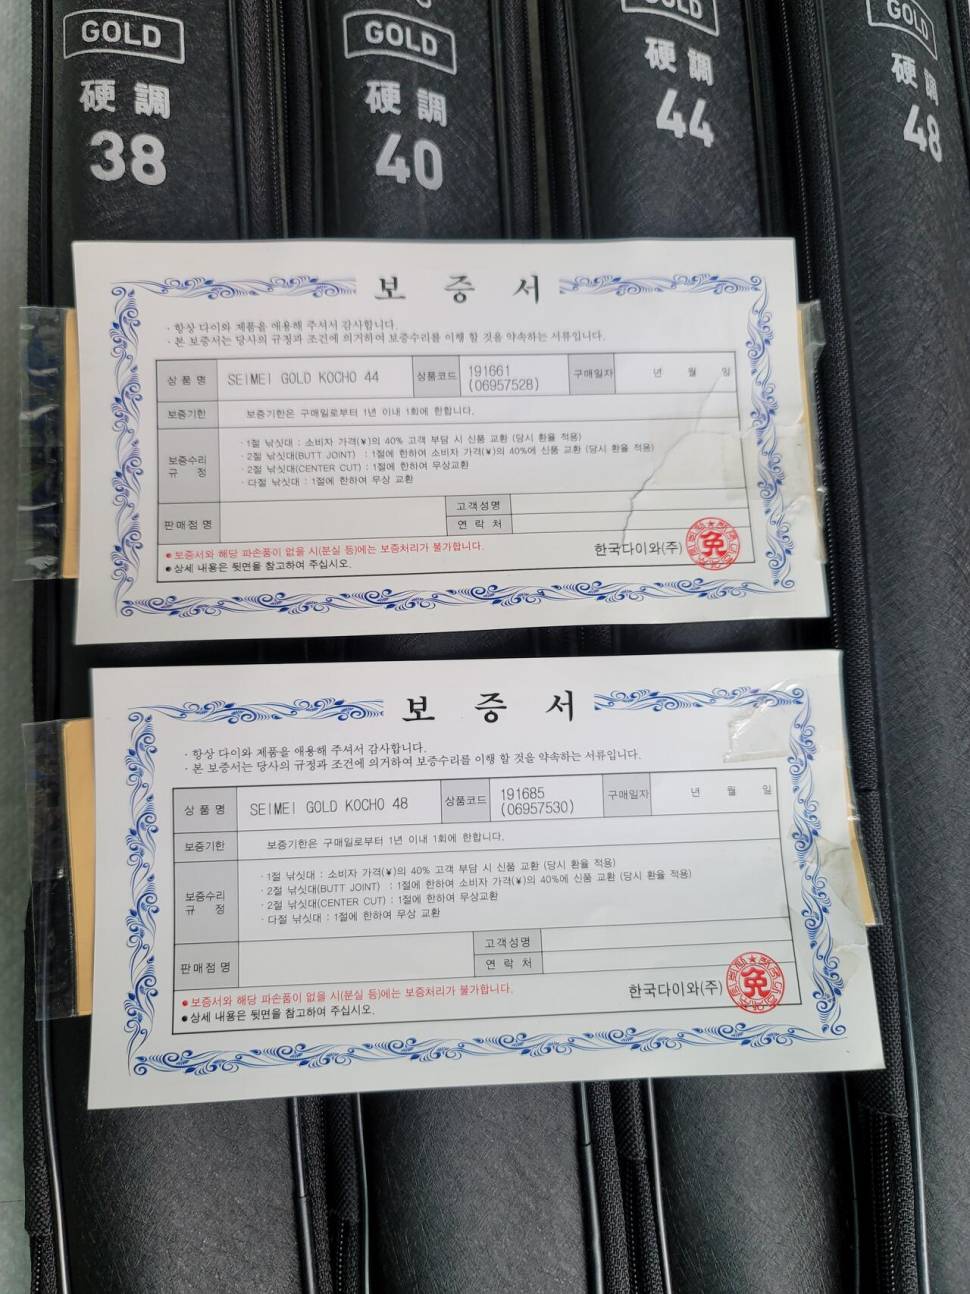 GOLD
硬調
38
GOLD
硬調
40
GOLD
硬調
44
GOLD
硬調
48
보증서
· 항상 다이와 제품을 애용해 주셔서 감사합니다.
· 본 보증서는 당사의 규정과 조건에 의거하여 보증수리를 이행 할 것을 약속하는 서류입니다.
상품명 SEIMEI GOLD KOCHO 44 상품코드 191661 (06957528) 구매일자 년 월 일
보증기한 보증기한은 구매일로부터 1년 이내 1회에 한합니다.
보증수리 규정
· 1절 낚싯대 : 소비자 가격(¥)의 40% 고객 부담 시 신품 교환 (당시 환율 적용)
· 2절 낚싯대(BUTT JOINT) : 1절에 한하여 소비자 가격(¥)의 40%에 신품 교환 (당시 환율 적용)
· 2절 낚싯대(CENTER CUT) : 1절에 한하여 무상교환
· 다절 낚싯대 : 1절에 한하여 무상 교환
판매점명 고객성명
연락처
● 보증서와 해당 파손품이 없을 시(분실 등)에는 보증처리가 불가합니다.
● 상세 내용은 뒷면을 참고하여 주십시오.
한국다이와(주)
免
보증서
· 항상 다이와 제품을 애용해 주셔서 감사합니다.
· 본 보증서는 당사의 규정과 조건에 의거하여 보증수리를 이행 할 것을 약속하는 서류입니다.
상품명 SEIMEI GOLD KOCHO 48 상품코드 191685 (06957530) 구매일자 년 월 일
보증기한 보증기한은 구매일로부터 1년 이내 1회에 한합니다.
보증수리 규정
· 1절 낚싯대 : 소비자 가격(¥)의 40% 고객 부담 시 신품 교환 (당시 환율 적용)
· 2절 낚싯대(BUTT JOINT) : 1절에 한하여 소비자 가격(¥)의 40%에 신품 교환 (당시 환율 적용)
· 2절 낚싯대(CENTER CUT) : 1절에 한하여 무상교환
· 다절 낚싯대 : 1절에 한하여 무상 교환
판매점명 고객성명
연락처
● 보증서와 해당 파손품이 없을 시(분실 등)에는 보증처리가 불가합니다.
● 상세 내용은 뒷면을 참고하여 주십시오.
한국다이와(주)
免